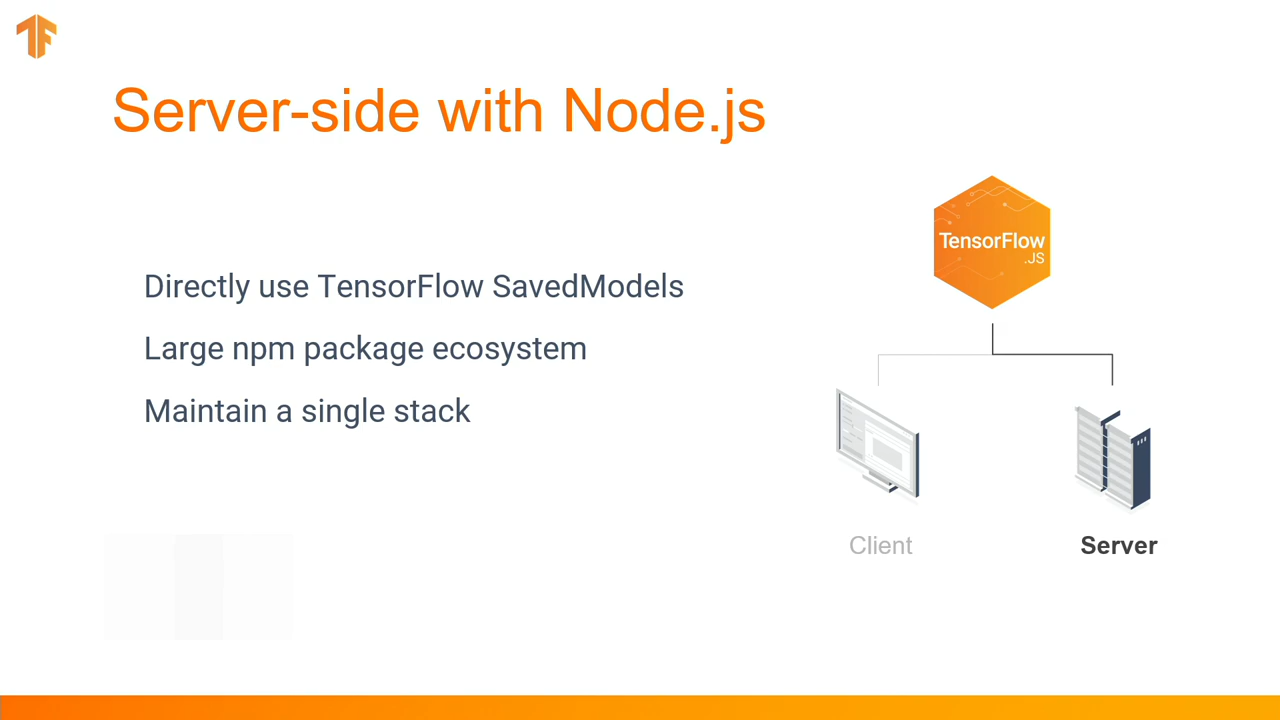 Server-side with Node.js
Directly use TensorFlow SavedModels
Large npm package ecosystem
Maintain a single stack
TensorFlow
.JS
Client
Server